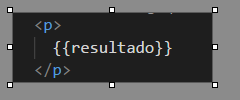 <p>
{{resultado}}
</p>